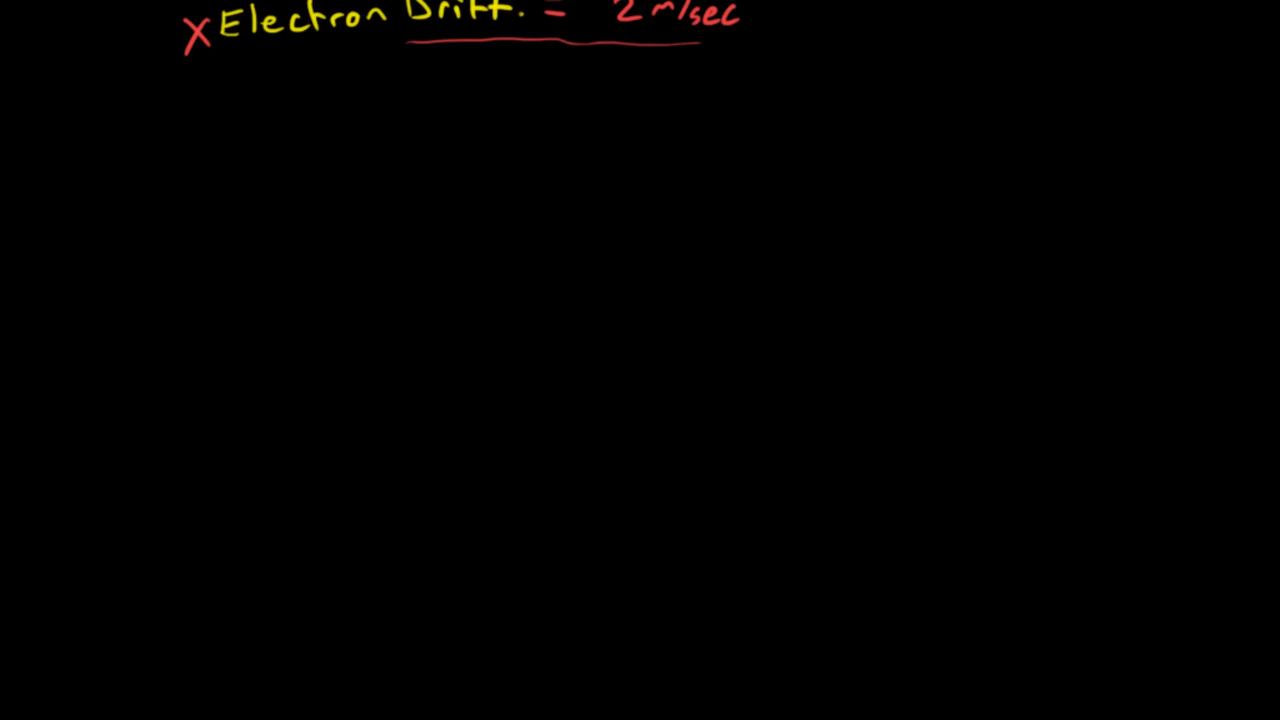 X Electron Drift. = 2 m/sec